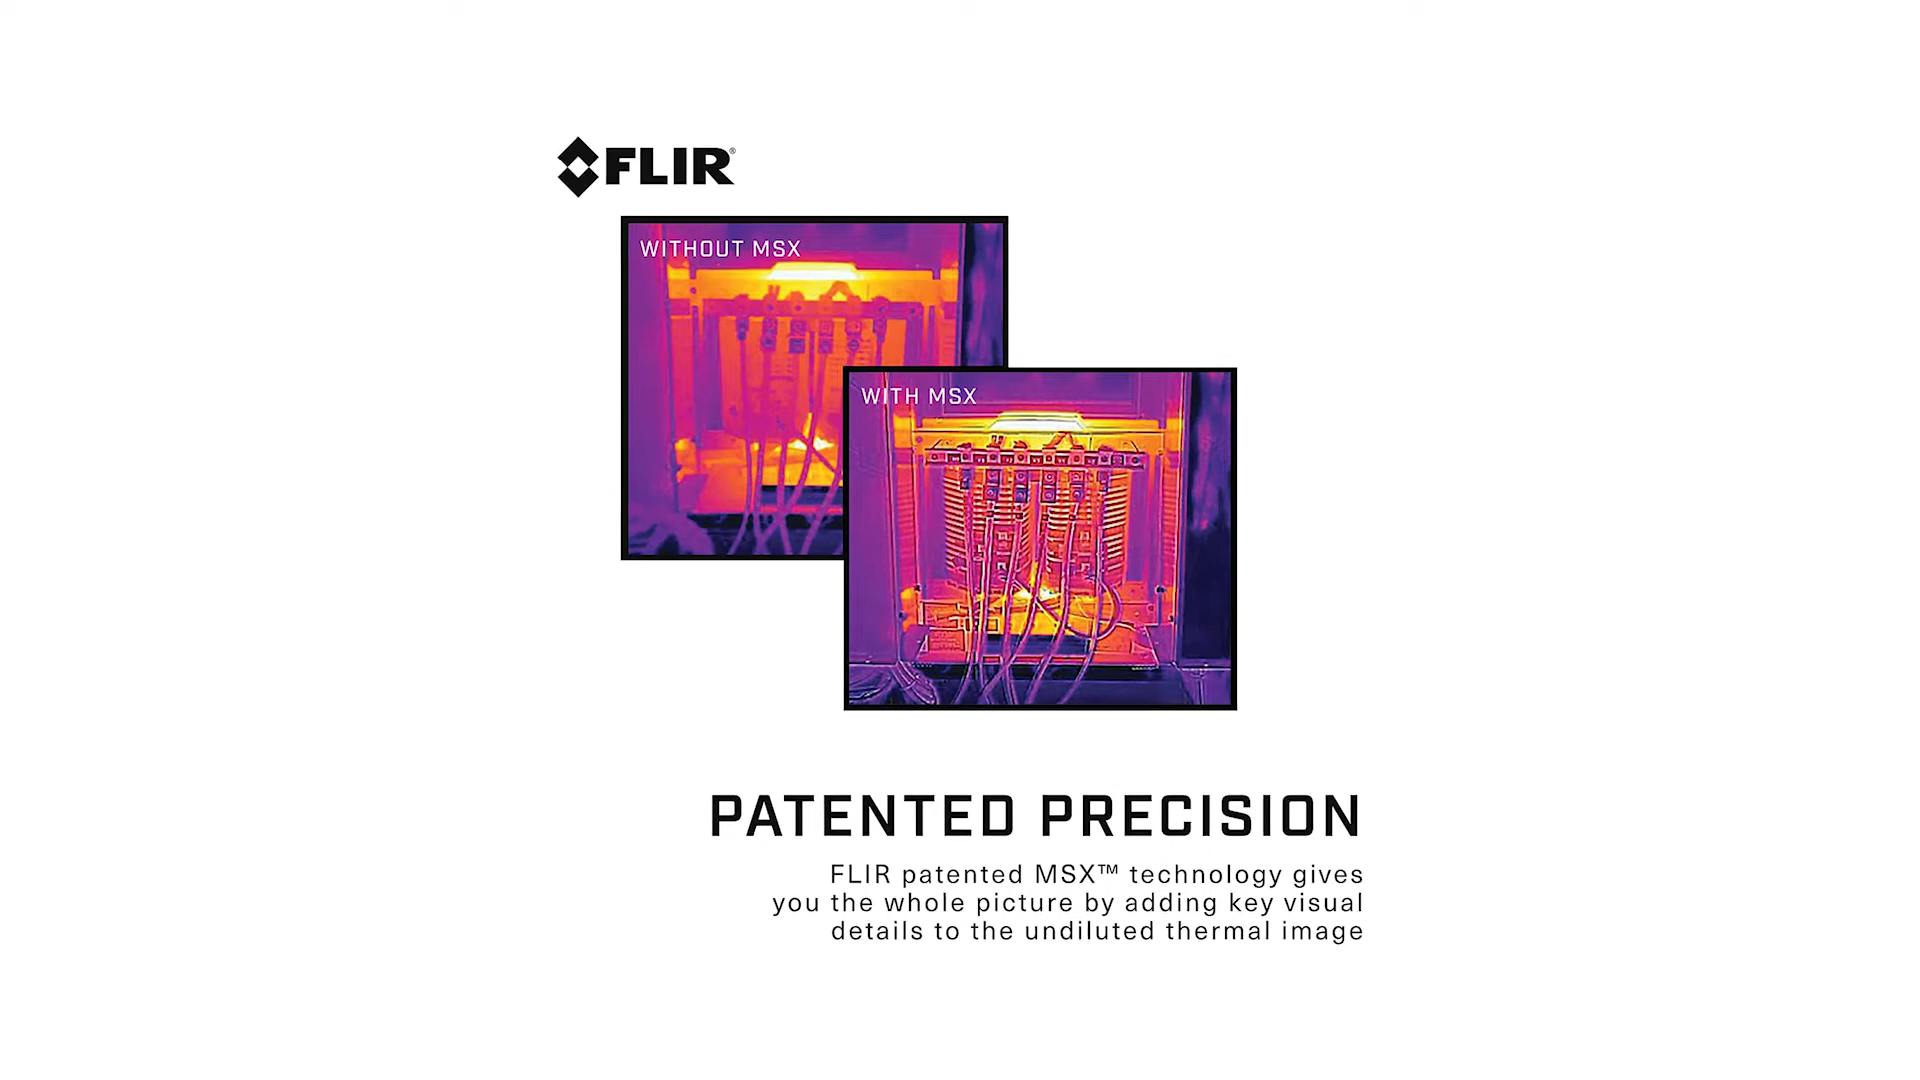 FLIR®
WITHOUT MSX
WITH MSX
PATENTED PRECISION
FLIR patented MSX™ technology gives
you the whole picture by adding key visual
details to the undiluted thermal image